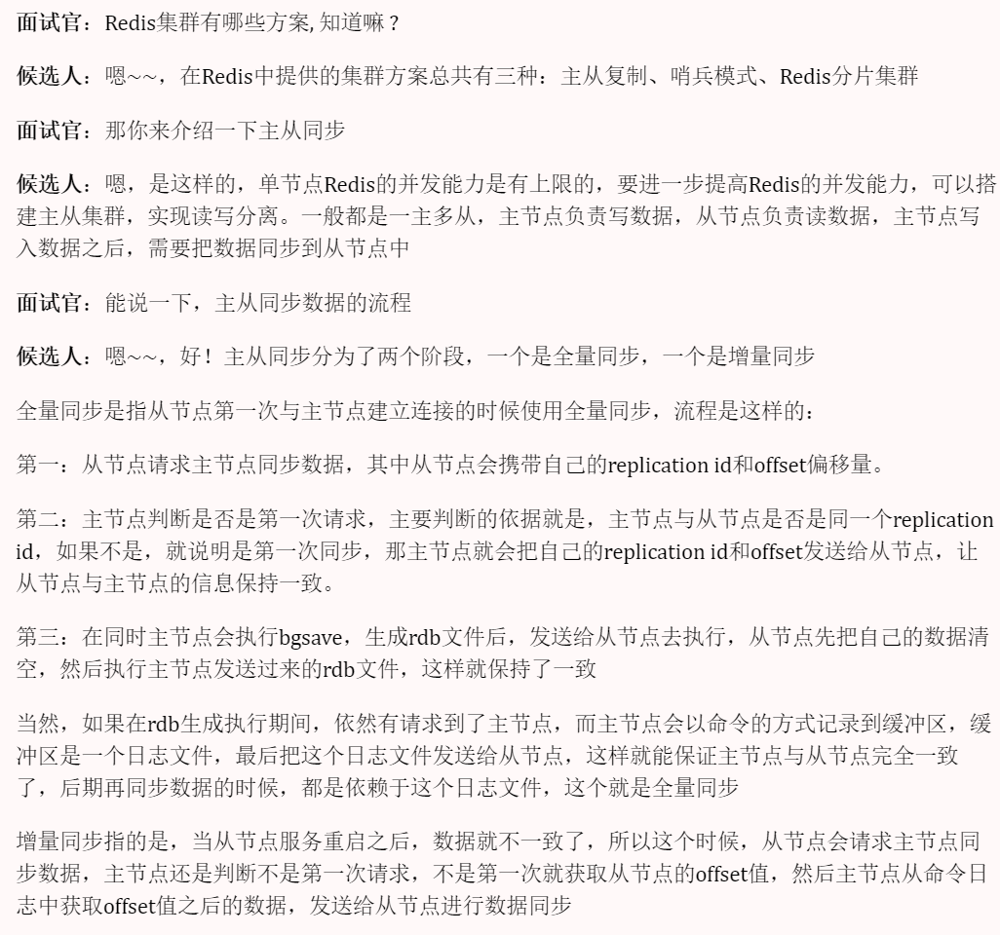 面试官：Redis集群有哪些方案, 知道嘛？
候选人：嗯~~，在Redis中提供的集群方案总共有三种：主从复制、哨兵模式、Redis分片集群
面试官：那你来介绍一下主从同步
候选人：嗯，是这样的，单节点Redis的并发能力是有上限的，要进一步提高Redis的并发能力，可以搭
建主从集群，实现读写分离。一般都是一主多从，主节点负责写数据，从节点负责读数据，主节点写
入数据之后，需要把数据同步到从节点中
面试官：能说一下，主从同步数据的流程
候选人：嗯~~，好！主从同步分为了两个阶段，一个是全量同步，一个是增量同步
全量同步是指从节点第一次与主节点建立连接的时候使用全量同步，流程是这样的：
第一：从节点请求主节点同步数据，其中从节点会携带自己的replication id和offset偏移量。
第二：主节点判断是否是第一次请求，主要判断的依据就是，主节点与从节点是否是同一个replication
id，如果不是，就说明是第一次同步，那主节点就会把自己的replication id和offset发送给从节点，让
从节点与主节点的信息保持一致。
第三：在同时主节点会执行bgsave，生成rdb文件后，发送给从节点去执行，从节点先把自己的数据清
空，然后执行主节点发送过来的rdb文件，这样就保持了一致
当然，如果在rdb生成执行期间，依然有请求到了主节点，而主节点会以命令的方式记录到缓冲区，缓
冲区是一个日志文件，最后把这个日志文件发送给从节点，这样就能保证主节点与从节点完全一致
了，后期再同步数据的时候，都是依赖于这个日志文件，这个就是全量同步
增量同步指的是，当从节点服务重启之后，数据就不一致了，所以这个时候，从节点会请求主节点同
步数据，主节点还是判断不是第一次请求，不是第一次就获取从节点的offset值，然后主节点从命令日
志中获取offset值之后的数据，发送给从节点进行数据同步